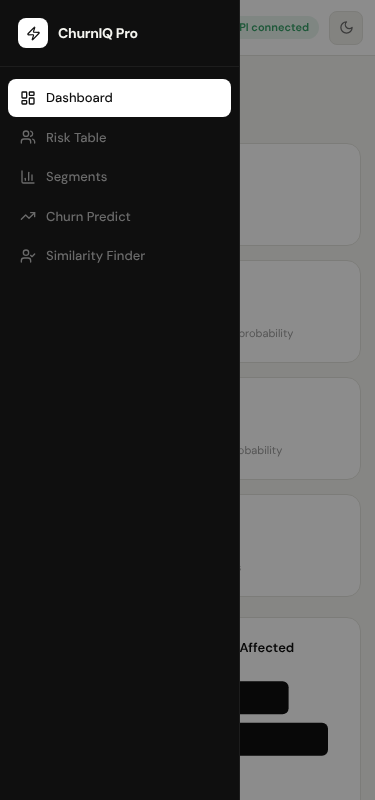 ChurnIQ Pro
PI connected
Dashboard
Risk Table
Segments
Churn Predict
Similarity Finder
probability
obability
Affected